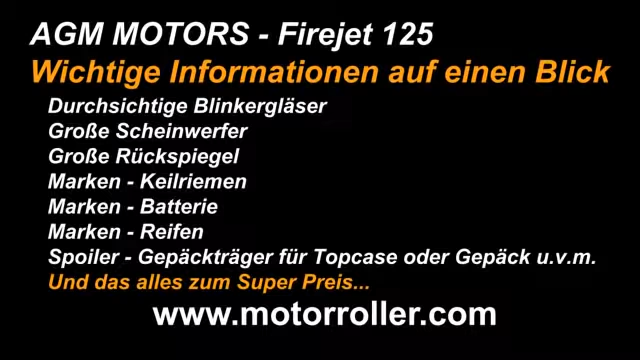 AGM MOTORS - Firejet 125
Wichtige Informationen auf einen Blick
Durchsichtige Blinkergläser
Große Scheinwerfer
Große Rückspiegel
Marken - Keilriemen
Marken - Batterie
Marken - Reifen
Spoiler - Gepäckträger für Topcase oder Gepäck u.v.m.
Und das alles zum Super Preis...
www.motorroller.com